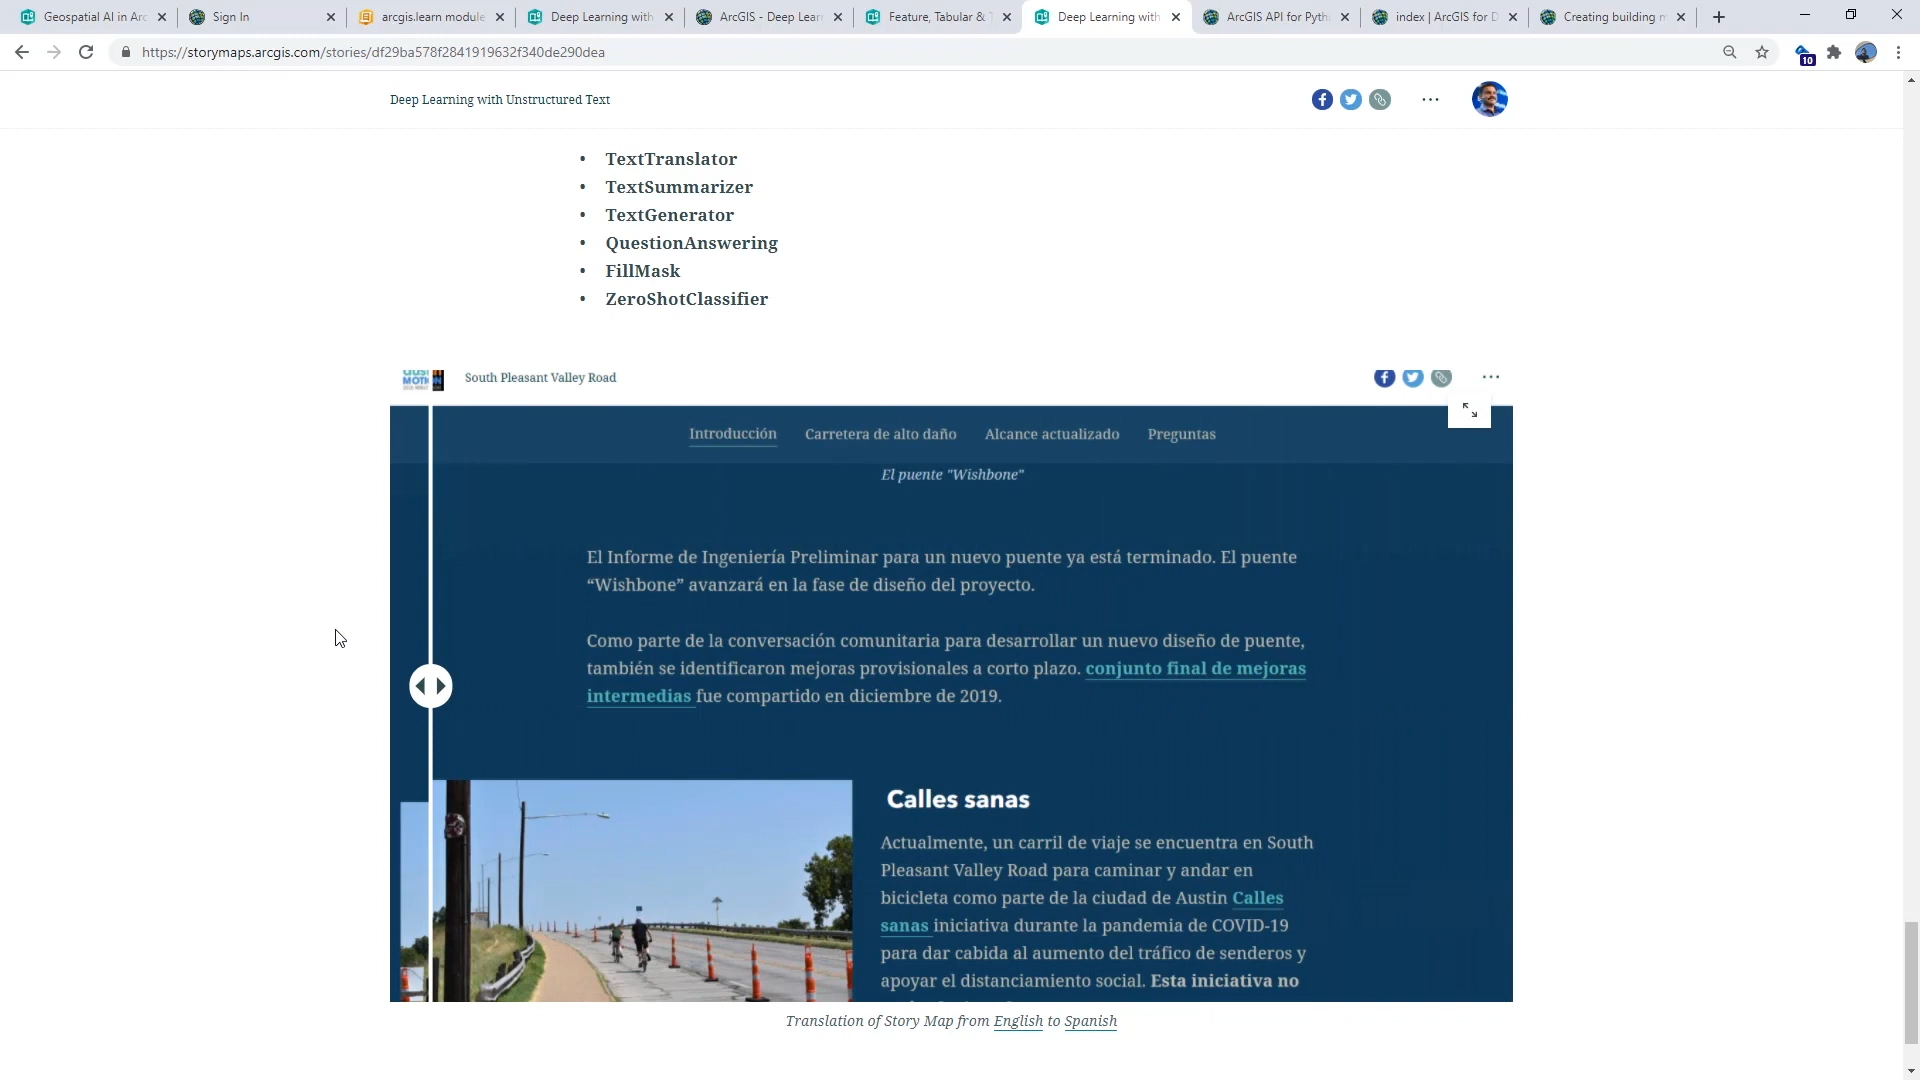 Geospatial AI in Arc
Sign In
arcgis.learn module
Deep Learning with
ArcGIS - Deep Lear
Feature, Tabular & T
Deep Learning with
ArcGIS API for Pyth
index | ArcGIS for D
Creating building m
https://storymaps.arcgis.com/stories/df29ba578f2841919632f340de290dea
10
Deep Learning with Unstructured Text
• TextTranslator
• TextSummarizer
• TextGenerator
• QuestionAnswering
• FillMask
• ZeroShotClassifier
South Pleasant Valley Road
Introducción Carretera de alto daño Alcance actualizado Preguntas
El puente "Wishbone"
El Informe de Ingeniería Preliminar para un nuevo puente ya está terminado. El puente
“Wishbone” avanzará en la fase de diseño del proyecto.
Como parte de la conversación comunitaria para desarrollar un nuevo diseño de puente,
también se identificaron mejoras provisionales a corto plazo. conjunto final de mejoras
intermedias fue compartido en diciembre de 2019.
Calles sanas
Actualmente, un carril de viaje se encuentra en South
Pleasant Valley Road para caminar y andar en
bicicleta como parte de la ciudad de Austin Calles
sanas iniciativa durante la pandemia de COVID-19
para dar cabida al aumento del tráfico de senderos y
apoyar el distanciamiento social. Esta iniciativa no
Translation of Story Map from English to Spanish